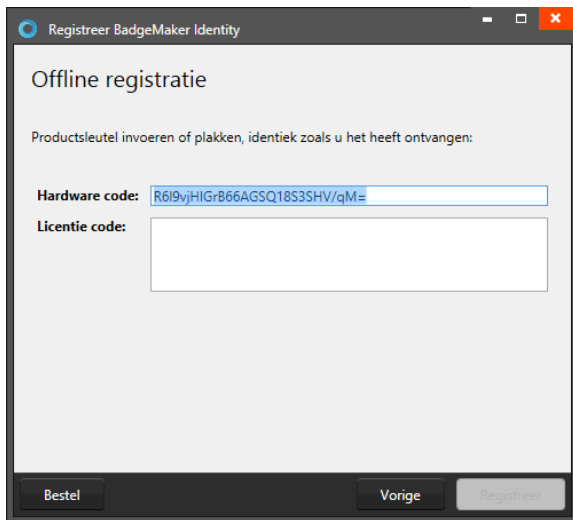 Registreer BadgeMaker Identity
Offline registratie
Productsleutel invoeren of plakken, identiek zoals u het heeft ontvangen:
Hardware code: R6I9vjHIGrB66AGSQ18S3SHV/qM=
Licentie code:
Bestel Vorige Registreer